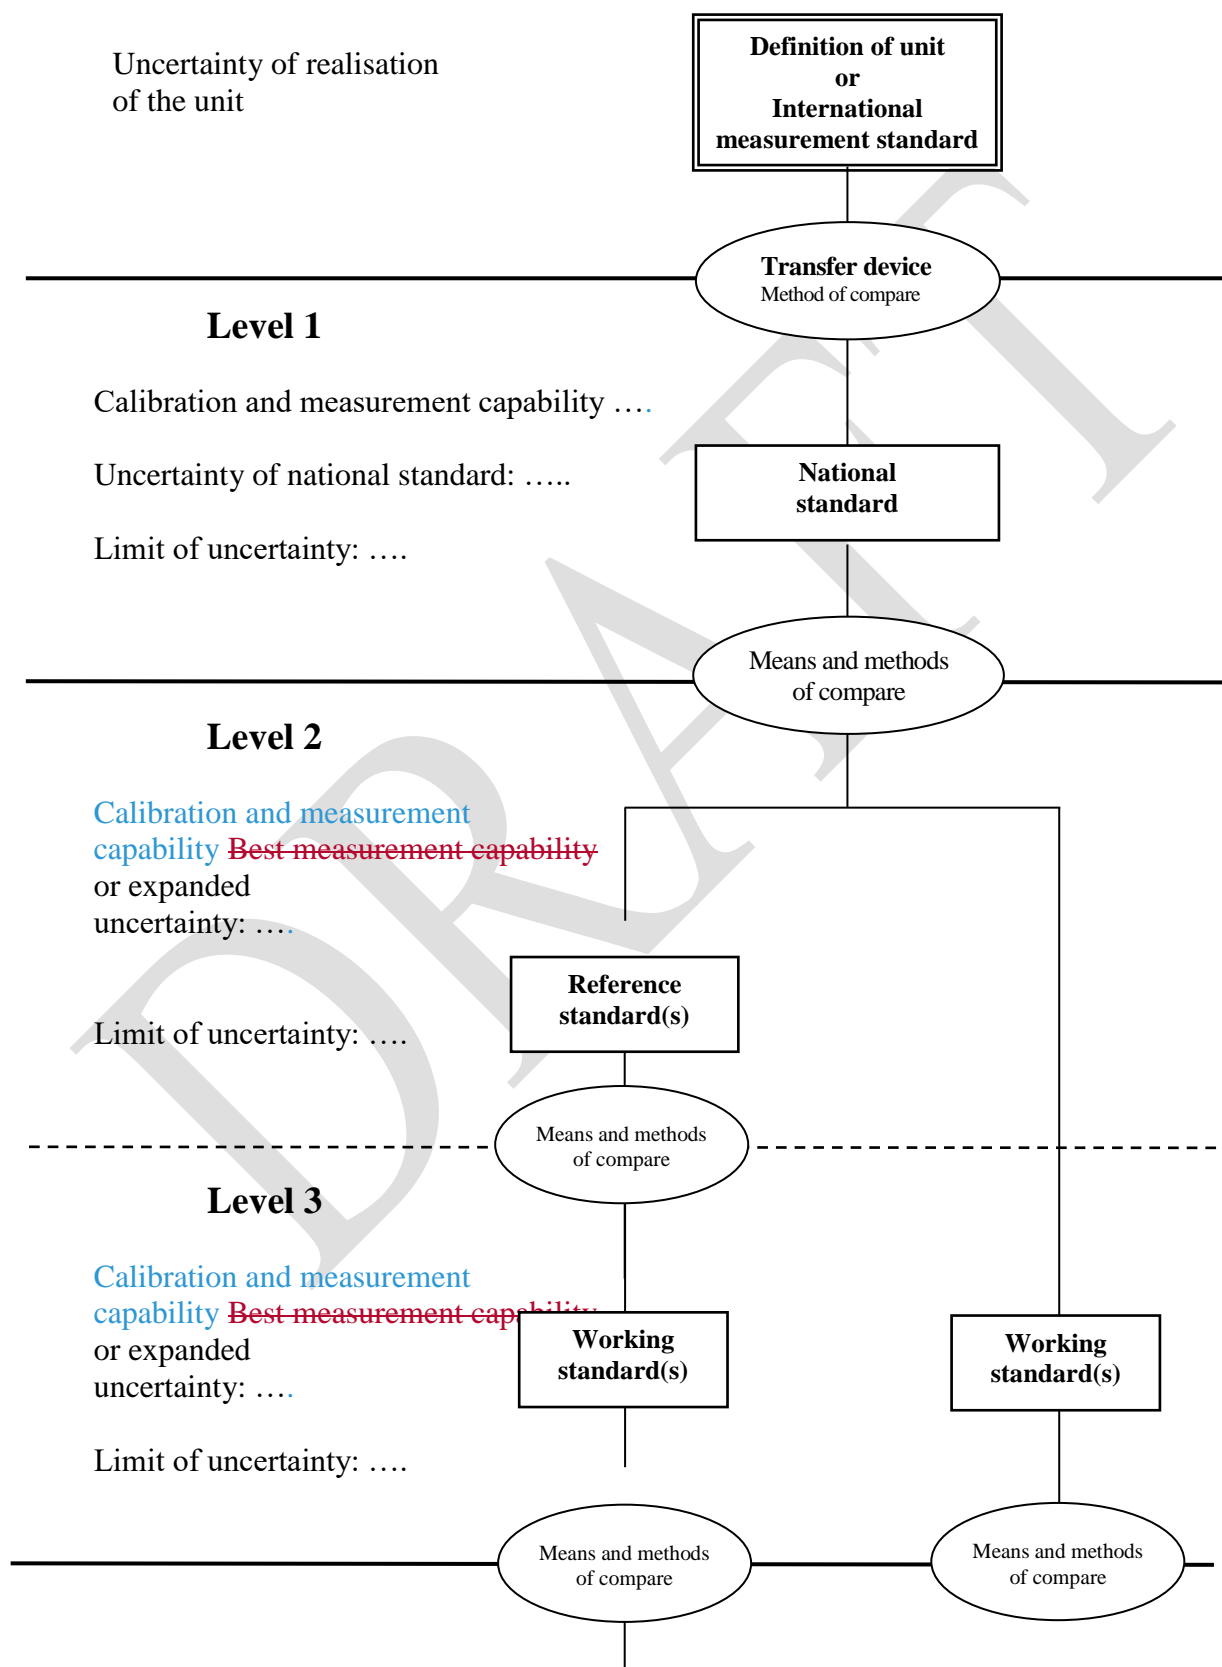 Uncertainty of realisation
of the unit
Definition of unit
or
International
measurement standard
Transfer device
Method of compare
Level 1
Calibration and measurement capability ….
Uncertainty of national standard: …..
Limit of uncertainty: ….
National
standard
Means and methods
of compare
Level 2
Calibration and measurement
capability Best measurement capability
or expanded
uncertainty: ….
Limit of uncertainty: ….
Reference
standard(s)
Means and methods
of compare
Level 3
Calibration and measurement
capability Best measurement capability
or expanded
uncertainty: ….
Limit of uncertainty: ….
Working
standard(s)
Working
standard(s)
Means and methods
of compare
Means and methods
of compare
DRAFT